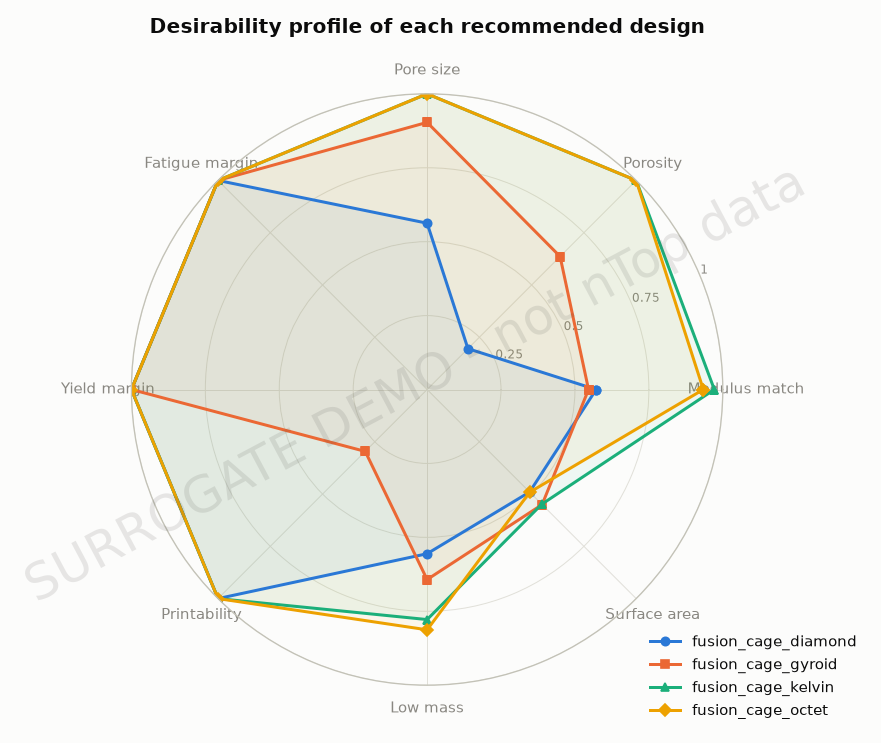 Desirability profile of each recommended design
Pore size
Fatigue margin
Porosity
1
0.75
0.5
0.25
Yield margin
Modulus match
SURROGATE DEMO - not nTop data
Printability
Surface area
Low mass
fusion_cage_diamond
fusion_cage_gyroid
fusion_cage_kelvin
fusion_cage_octet